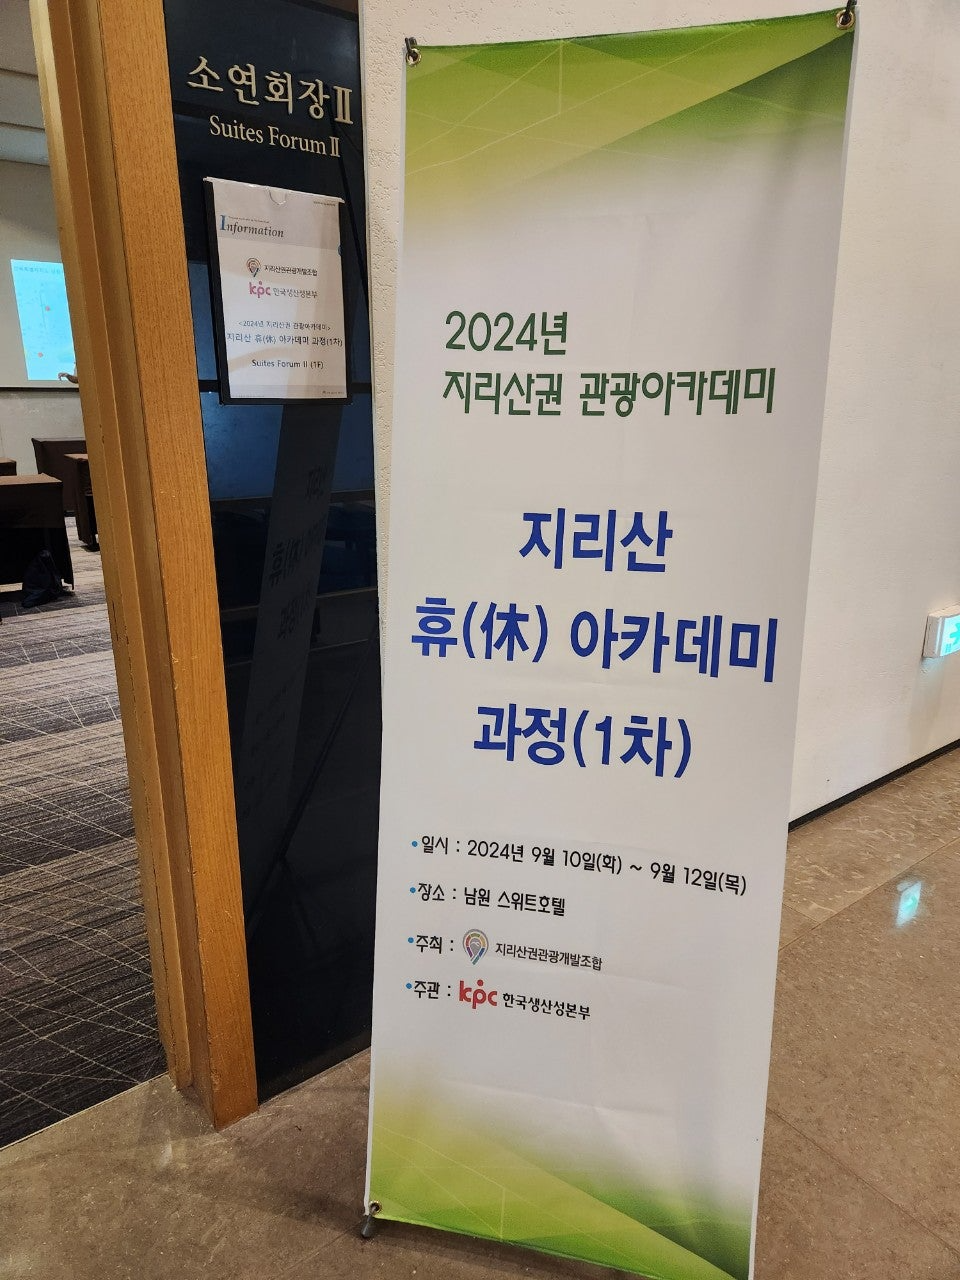 소연회장Ⅱ
Suites Forum Ⅱ
Information
지리산권관광개발조합
kpc 한국생산성본부
<2024년 지리산권 관광아카데미>
지리산 휴(休) 아카데미 과정(1차)
Suites Forum II (1F)
2024년
지리산권 관광아카데미
지리산
휴(休) 아카데미
과정(1차)
•일시 : 2024년 9월 10일(화) ~ 9월 12일(목)
•장소 : 남원 스위트호텔
•주최 : 지리산권관광개발조합
•주관 : kpc 한국생산성본부